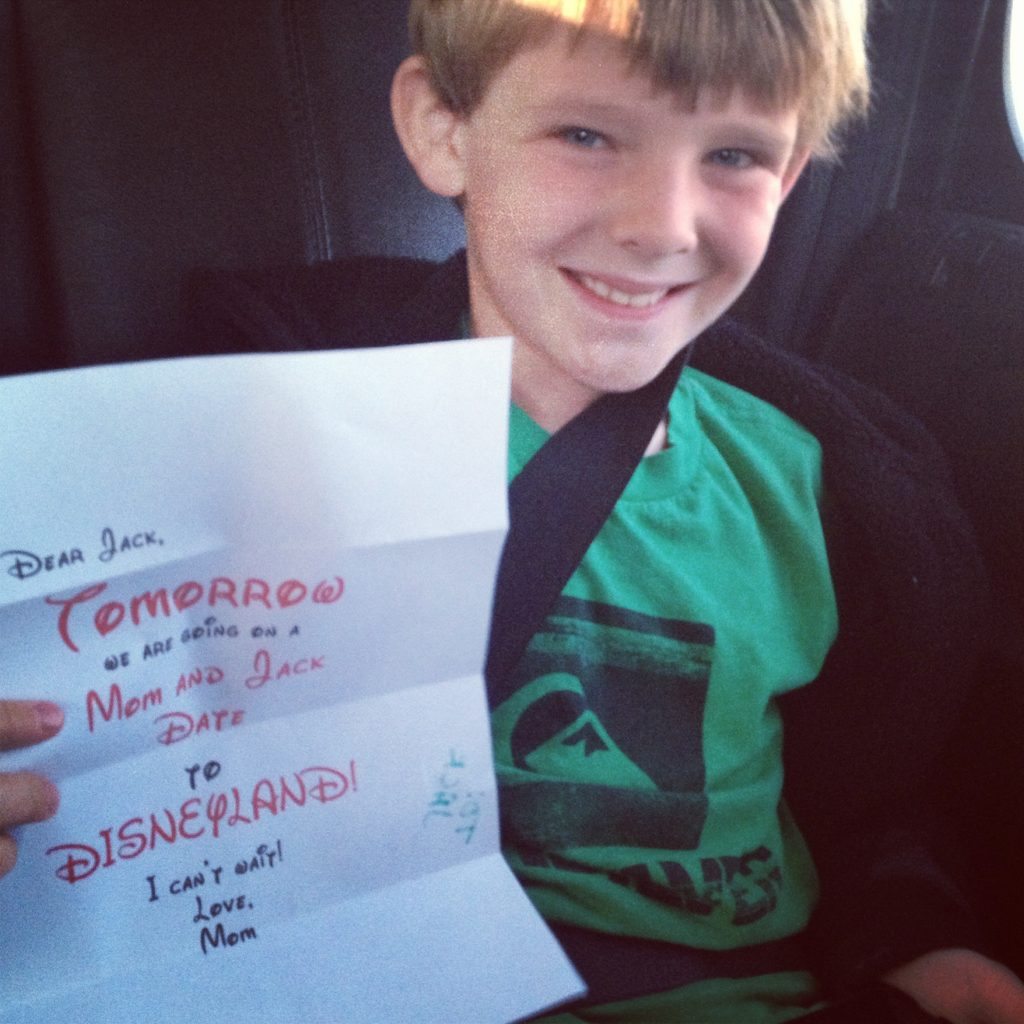 Dear Jack,
Tomorrow
we are going on a
Mom and Jack
Date
to
DISNEYLAND!
I can't wait!
Love,
Mom